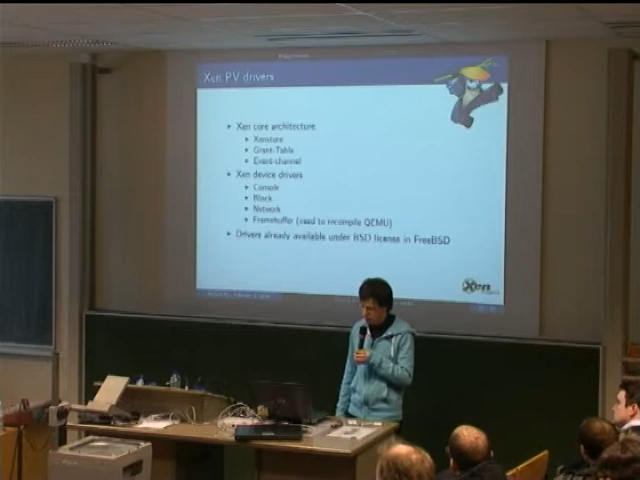 Xen PV drivers
Xen core architecture
Xenstore
Grant-Table
Event-channel
Xen device drivers
Console
Block
Network
Framebuffer (need to recompile QEMU)
Drivers already available under BSD license in FreeBSD
Xen